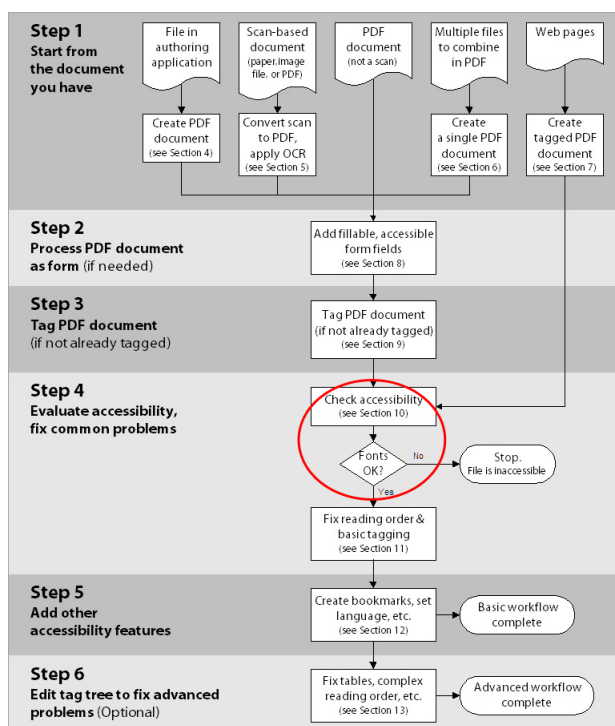 Step 1
Start from
the document
you have
File in
authoring
application
Scan-based
document
(paper,image
file, or PDF)
PDF
document
(not a scan)
Multiple files
to combine
in PDF
Web pages
Create PDF
document
(see Section 4)
Convert scan
to PDF,
apply OCR
(see Section 5)
Create
a single PDF
document
(see Section 6)
Create
tagged PDF
document
(see Section 7)
Step 2
Process PDF document
as form (if needed)
Add fillable, accessible
form fields
(see Section 8)
Step 3
Tag PDF document
(if not already tagged)
Tag PDF document
(if not already tagged)
(see Section 9)
Step 4
Evaluate accessibility,
fix common problems
Check accessibility
(see Section 10)
Fonts
OK?
No
Stop.
File is inaccessible
Yes
Fix reading order &
basic tagging
(see Section 11)
Step 5
Add other
accessibility features
Create bookmarks, set
language, etc.
(see Section 12)
Basic workflow
complete
Step 6
Edit tag tree to fix advanced
problems (Optional)
Fix tables, complex
reading order, etc.
(see Section 13)
Advanced workflow
complete